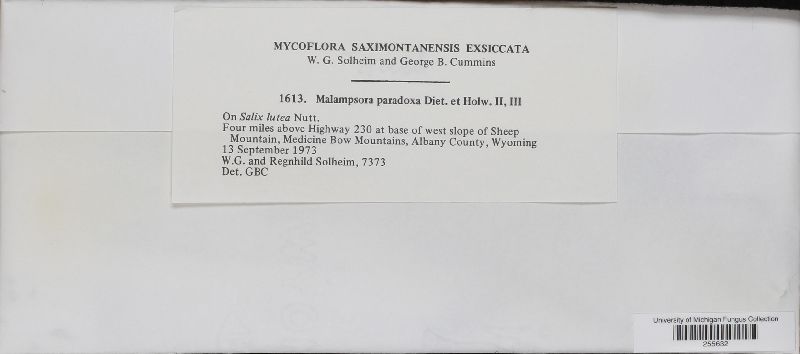 MYCOFLORA SAXIMONTANENSIS EXSICCATA
W. G. Solheim and George B. Cummins
1613. Malampsora paradoxa Diet. et Holw. II, III
On Salix lutea Nutt.
Four miles above Highway 230 at base of west slope of Sheep
Mountain, Medicine Bow Mountains, Albany County, Wyoming
13 September 1973
W.G. and Regnhild Solheim, 7373
Det. GBC
University of Michigan Fungus Collection
255632